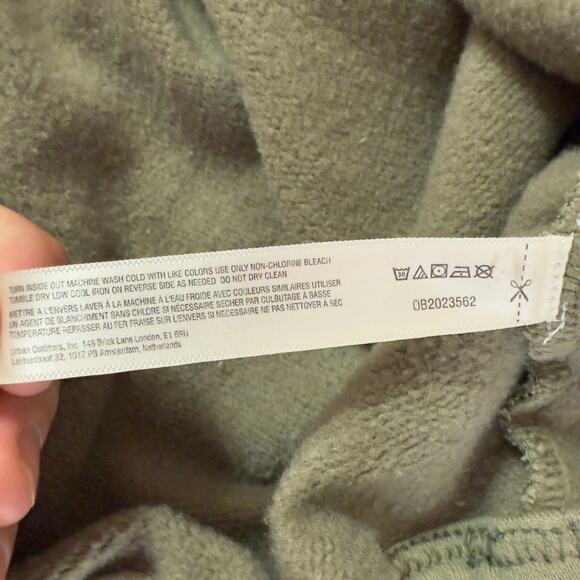 TURN INSIDE OUT MACHINE WASH COLD WITH LIKE COLORS USE ONLY NON-CHLORINE BLEACH
TUMBLE DRY LOW COOL IRON ON REVERSE SIDE AS NEEDED DO NOT DRY CLEAN
METTRE A L'ENVERS LAVER À LA MACHINE À L'EAU FROIDE AVEC COULEURS SIMILAIRES UTILISER
UN AGENT DE BLANCHIMENT SANS CHLORE SI NÉCESSAIRE SÉCHER PAR CULBUTAGE À BASSE
TEMPÉRATURE REPASSER AU FER FRAISE SUR L'ENVERS SI NÉCESSAIRE NE PAS NETTOYER À SEC
Urban Outfitters, Inc. 149 Brick Lane London, E1 6RU
Leidsestraat 32, 1017 PB Amsterdam, Netherlands
OB2023562